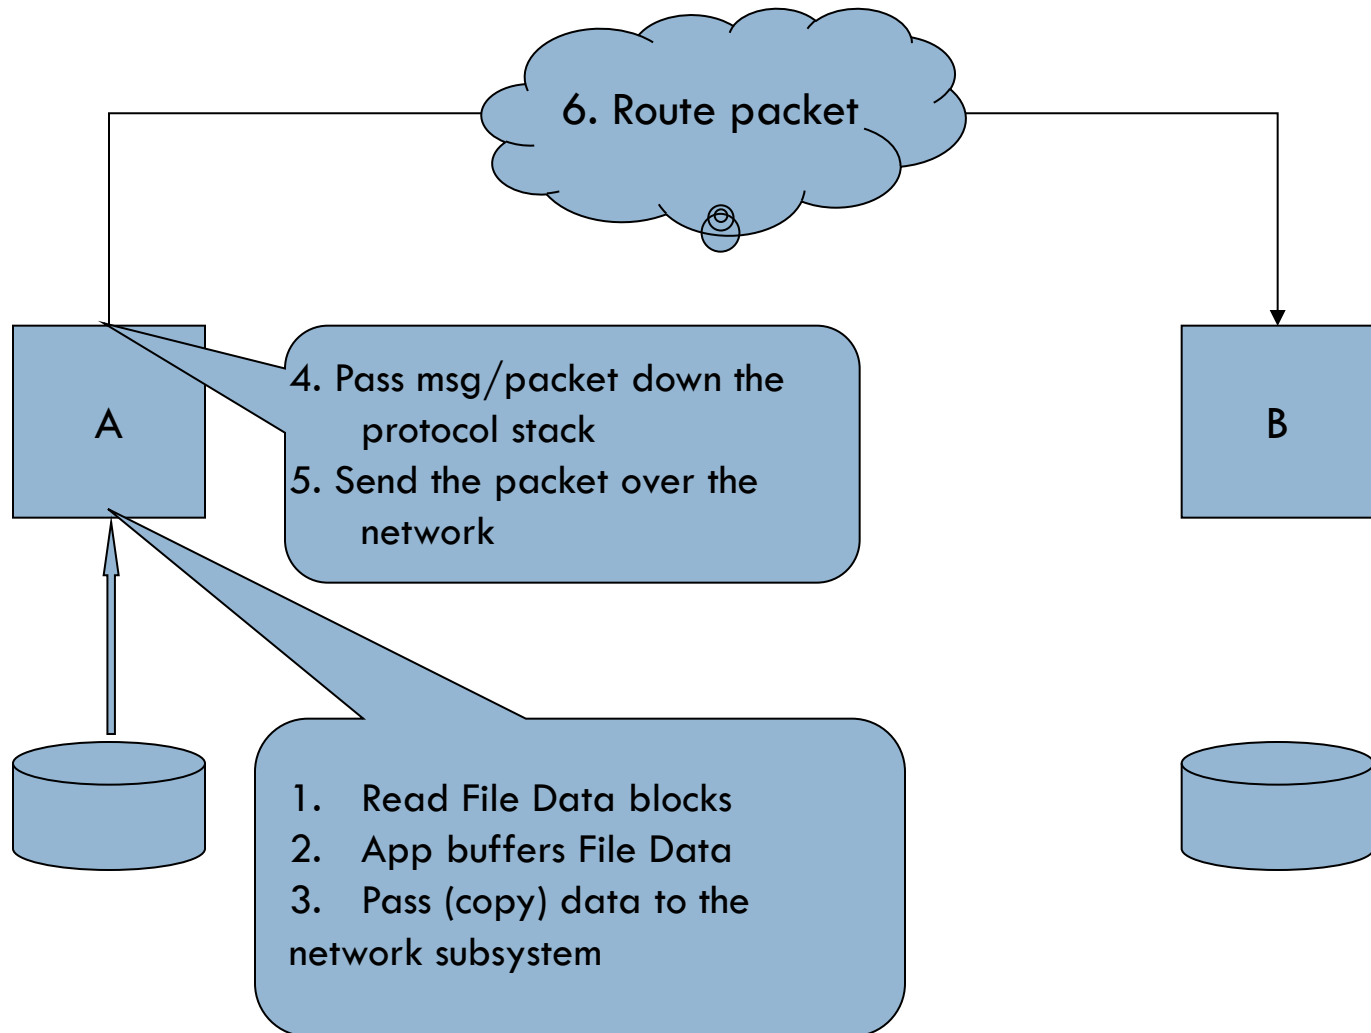 6. Route packet
A
4. Pass msg/packet down the
protocol stack
5. Send the packet over the
network
B
1. Read File Data blocks
2. App buffers File Data
3. Pass (copy) data to the
network subsystem